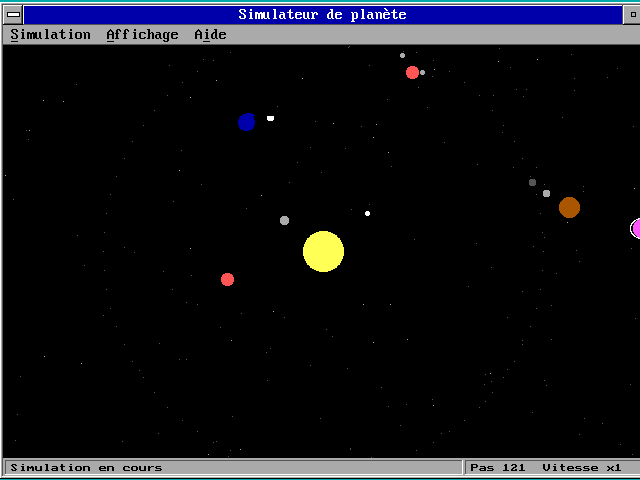 Simulateur de planète
Simulation Affichage Aide
Simulation en cours Pas 121 Vitesse x1